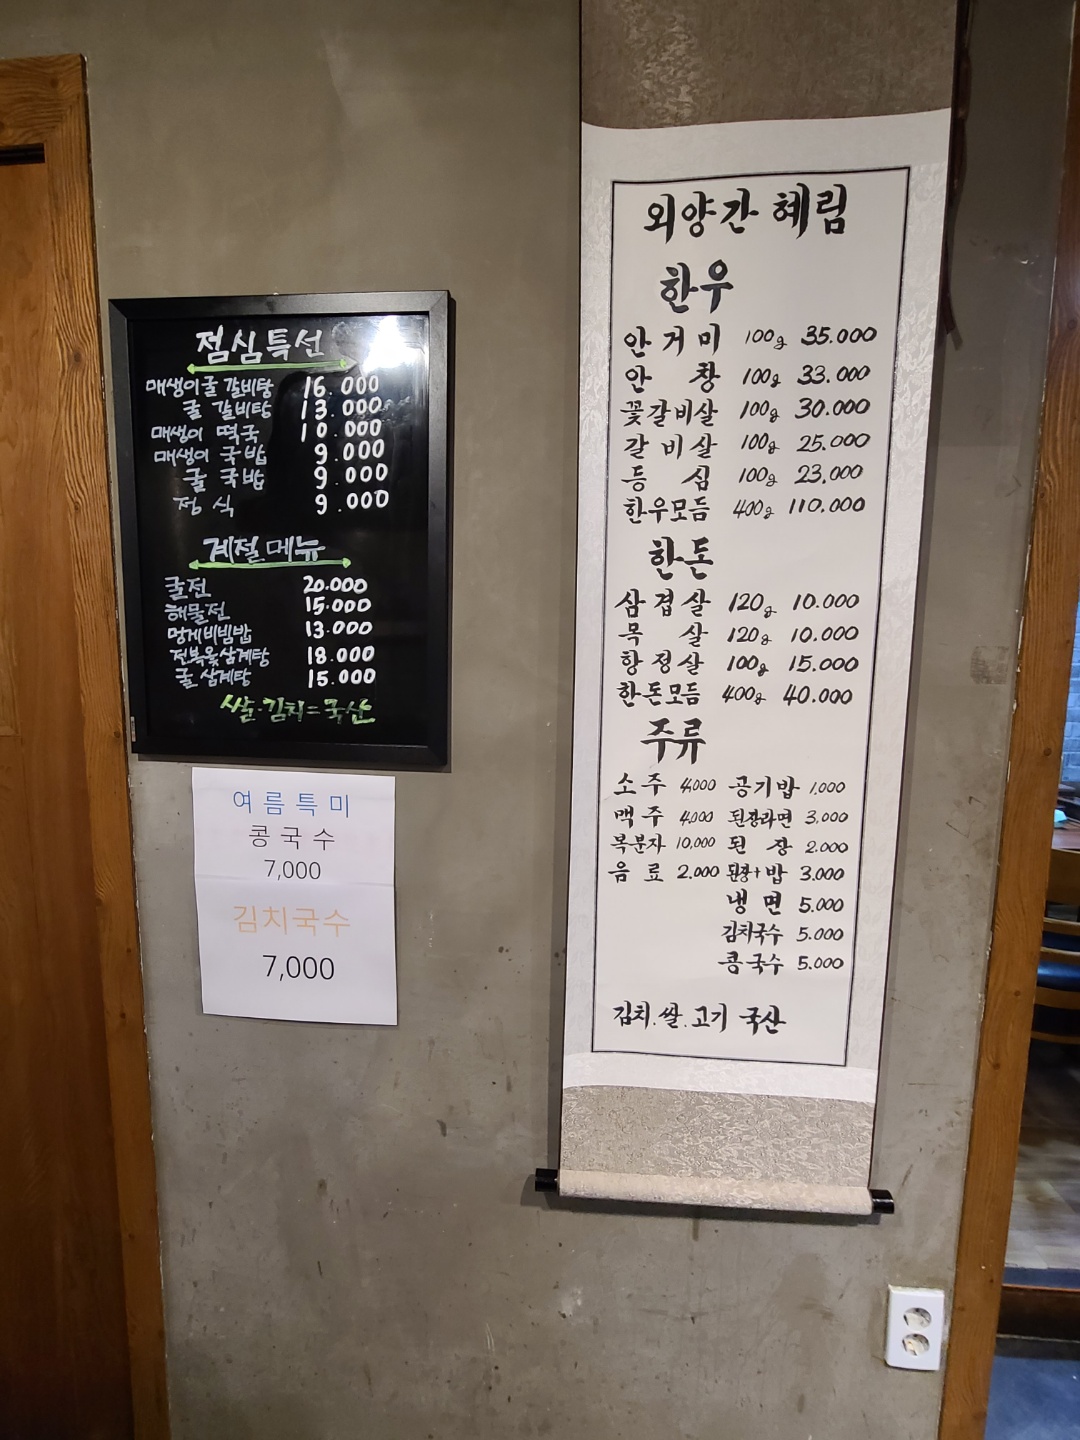 점심특선
매생이굴 갈비탕 16.000
굴 갈비탕 13.000
매생이 떡국 10.000
매생이 국밥 9.000
굴 국밥 9.000
정식 9.000
계절메뉴
굴전 20.000
해물전 15.000
멍게비빔밥 13.000
전복옻삼계탕 18.000
굴 삼계탕 15.000
쌀·김치=국산
여름특미
콩국수
7,000
김치국수
7,000
외양간 혜림
한우
안거미 100g 35.000
안창 100g 33.000
꽃갈비살 100g 30.000
갈비살 100g 25.000
등심 100g 23.000
한우모듬 400g 110.000
한돈
삼겹살 120g 10.000
목살 120g 10.000
항정살 100g 15.000
한돈모듬 400g 40.000
주류
소주 4,000 공기밥 1,000
맥주 4,000 된장라면 3,000
복분자 10,000 된장 2.000
음료 2.000 된장+밥 3.000
냉면 5.000
김치국수 5.000
콩국수 5.000
김치.쌀.고기 국산